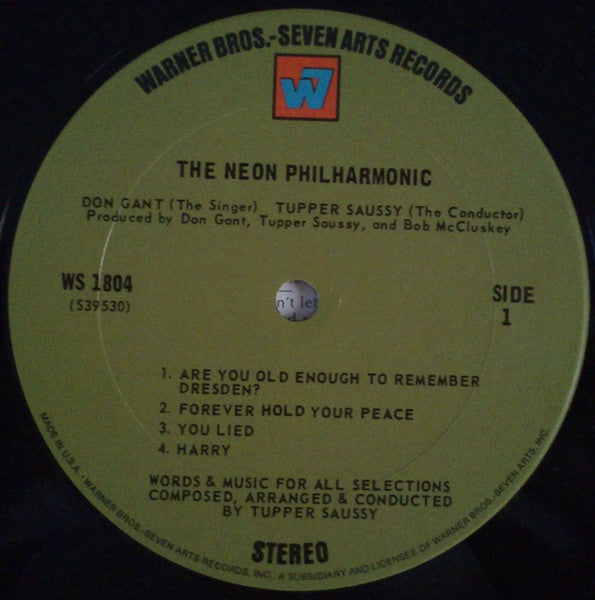 WARNER BROS.-SEVEN ARTS RECORDS
W7
THE NEON PHILHARMONIC
DON GANT (The Singer) TUPPER SAUSSY (The Conductor)
Produced by Don Gant, Tupper Saussy, and Bob McCluskey
WS 1804
(S39530)
SIDE
1
n't let
1. ARE YOU OLD ENOUGH TO REMEMBER
DRESDEN?
2. FOREVER HOLD YOUR PEACE
3. YOU LIED
4. HARRY
WORDS & MUSIC FOR ALL SELECTIONS
COMPOSED, ARRANGED & CONDUCTED
BY TUPPER SAUSSY
STEREO
MADE IN U.S.A. · WARNER BROS.-SEVEN ARTS RECORDS, INC., A SUBSIDIARY AND LICENSEE OF WARNER BROS.-SEVEN ARTS, INC.